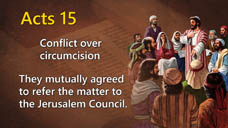 Acts 15
Conflict over
circumcision
They mutually agreed
to refer the matter to
the Jerusalem Council.